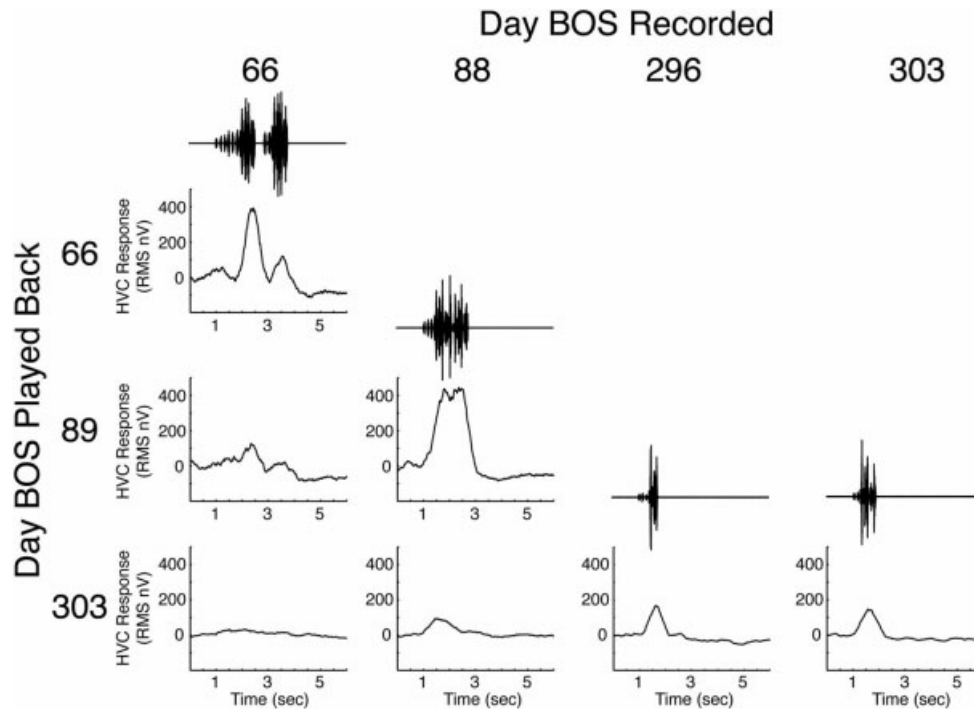 Day BOS Recorded
66 88 296 303
Day BOS Played Back
66
HVC Response
(RMS nV)
400
200
0
1 3 5
89
HVC Response
(RMS nV)
400
200
0
1 3 5
400
200
0
1 3 5
303
HVC Response
(RMS nV)
400
200
0
1 3 5
Time (sec)
400
200
0
1 3 5
Time (sec)
400
200
0
1 3 5
Time (sec)
400
200
0
1 3 5
Time (sec)